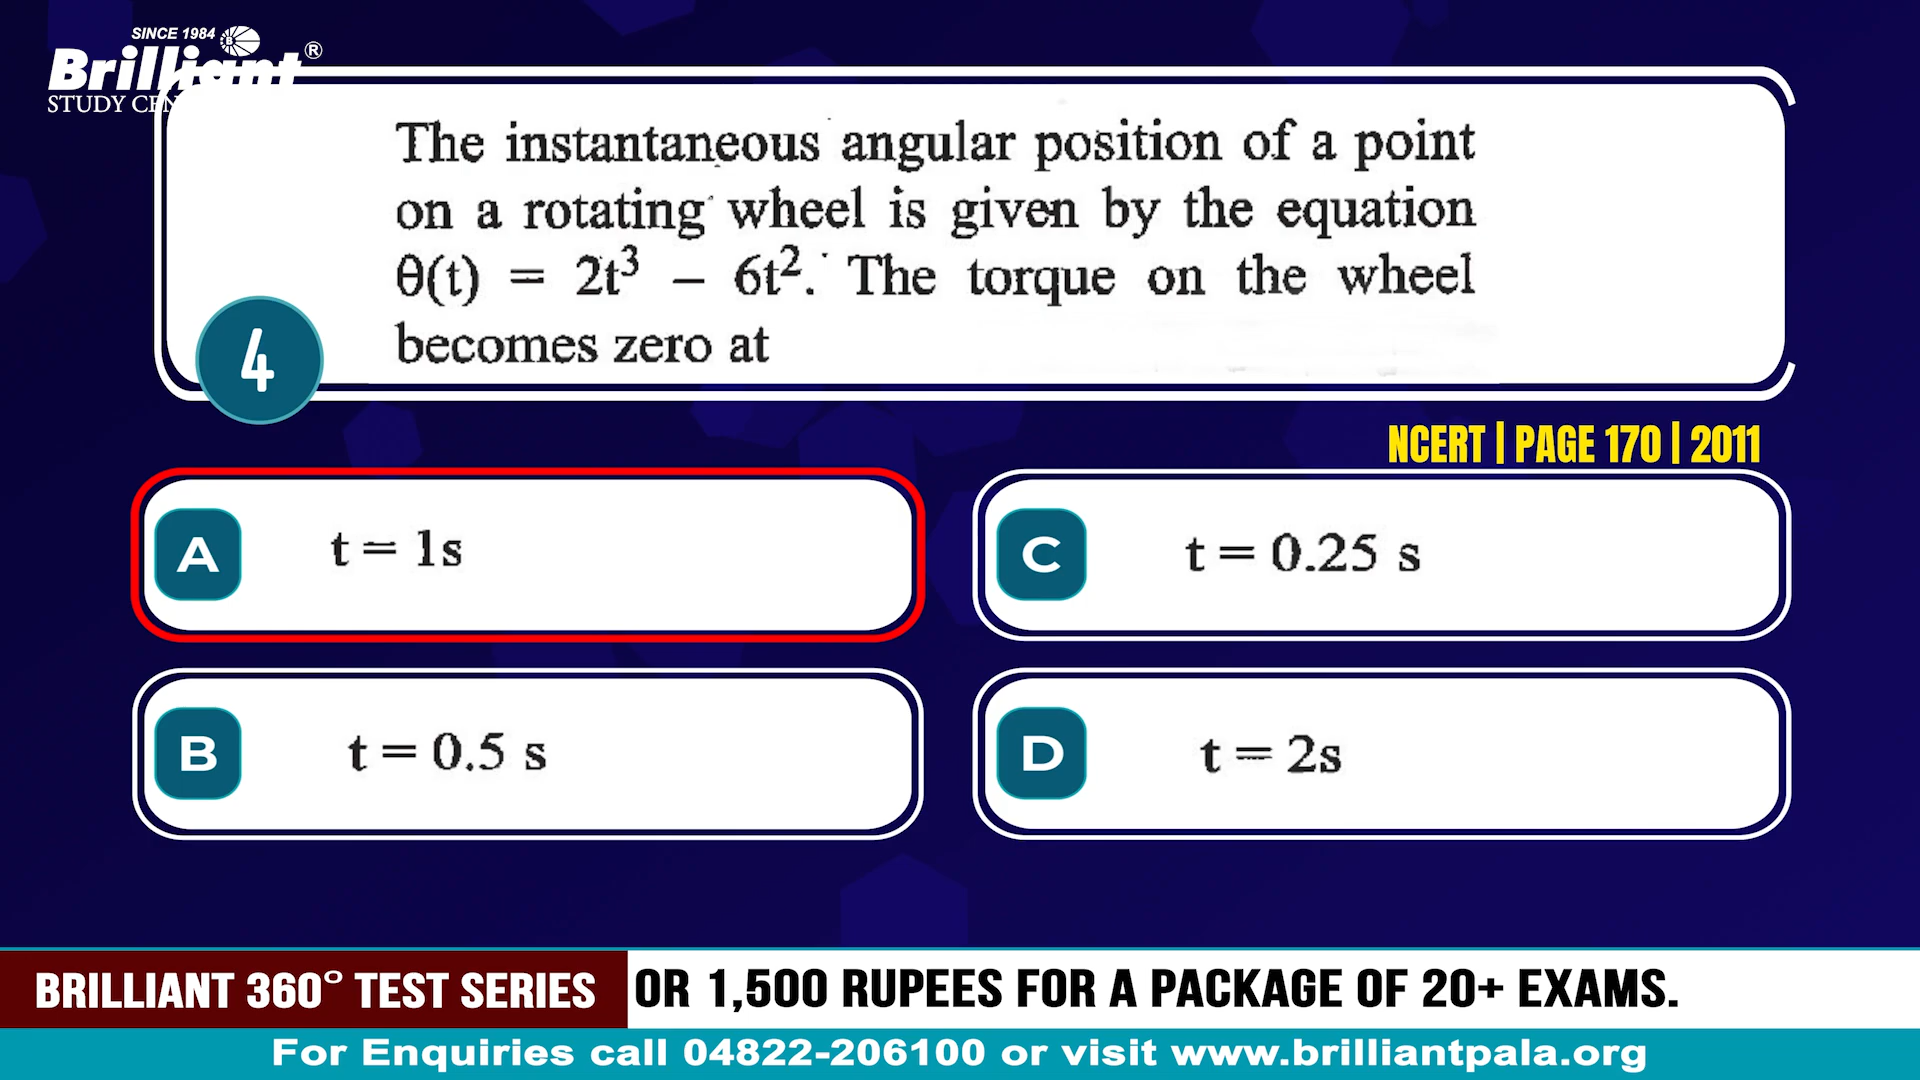 SINCE 1984
Brilliant®
STUDY CEN
The instantaneous angular position of a point
on a rotating wheel is given by the equation
θ(t) = 2t³ – 6t². The torque on the wheel
becomes zero at
4
NCERT | PAGE 170 | 2011
A t = 1s
C t = 0.25 s
B t = 0.5 s
D t = 2s
BRILLIANT 360° TEST SERIES OR 1,500 RUPEES FOR A PACKAGE OF 20+ EXAMS.
For Enquiries call 04822-206100 or visit www.brilliantpala.org